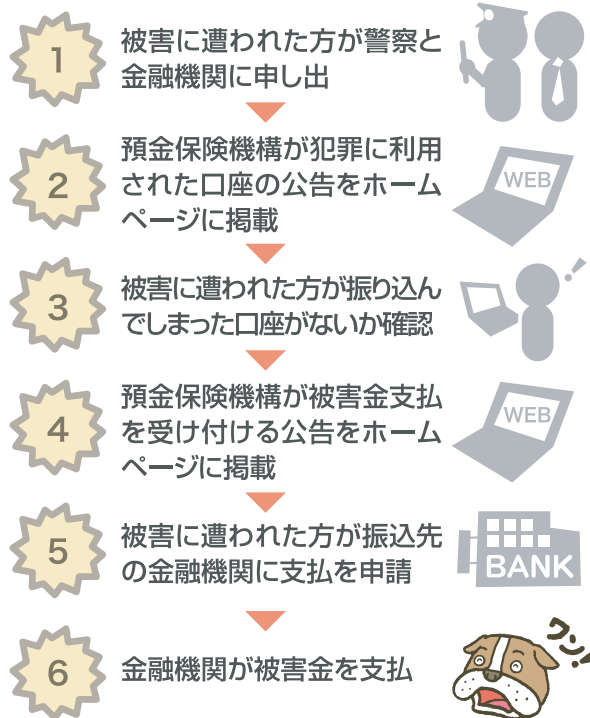 1
被害に遭われた方が警察と
金融機関に申し出
2
預金保険機構が犯罪に利用
された口座の公告をホーム
ページに掲載
WEB
3
被害に遭われた方が振り込ん
でしまった口座がないか確認
!
4
預金保険機構が被害金支払
を受け付ける公告をホーム
ページに掲載
WEB
5
被害に遭われた方が振込先
の金融機関に支払を申請
BANK
6
金融機関が被害金を支払
ワン!